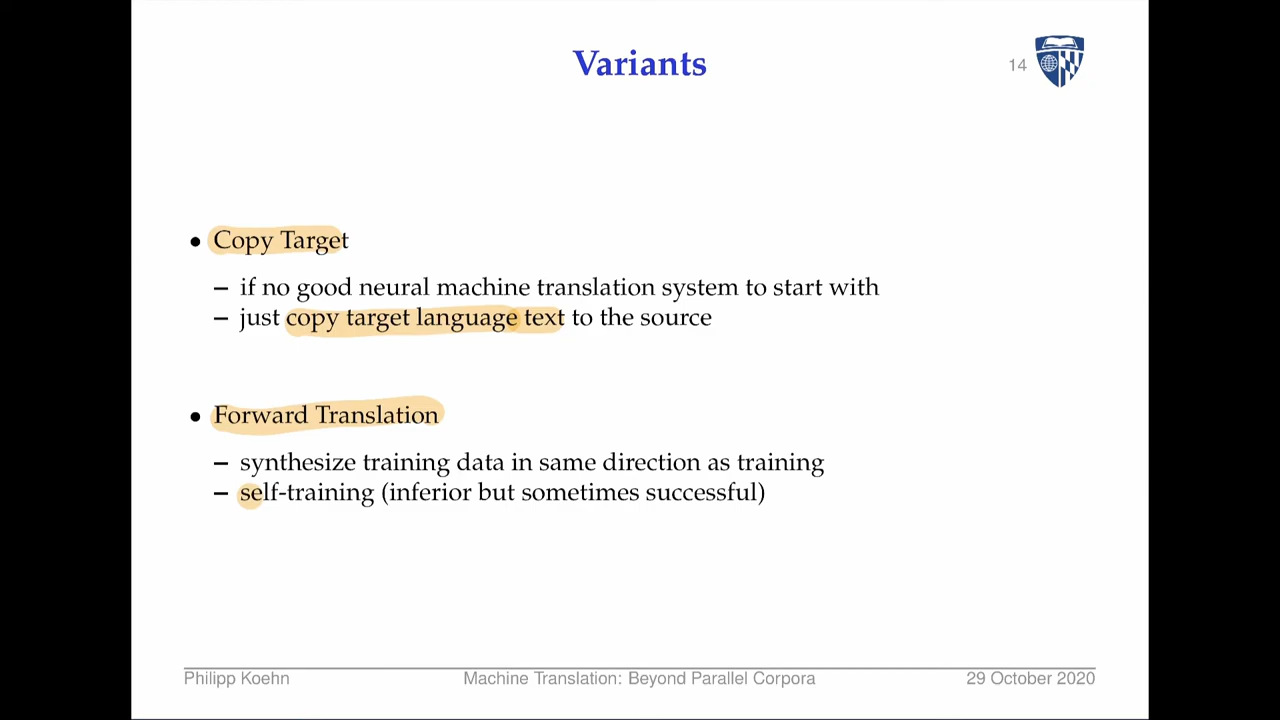 Variants
14
• Copy Target
– if no good neural machine translation system to start with
– just copy target language text to the source
• Forward Translation
– synthesize training data in same direction as training
– self-training (inferior but sometimes successful)
Philipp Koehn Machine Translation: Beyond Parallel Corpora 29 October 2020